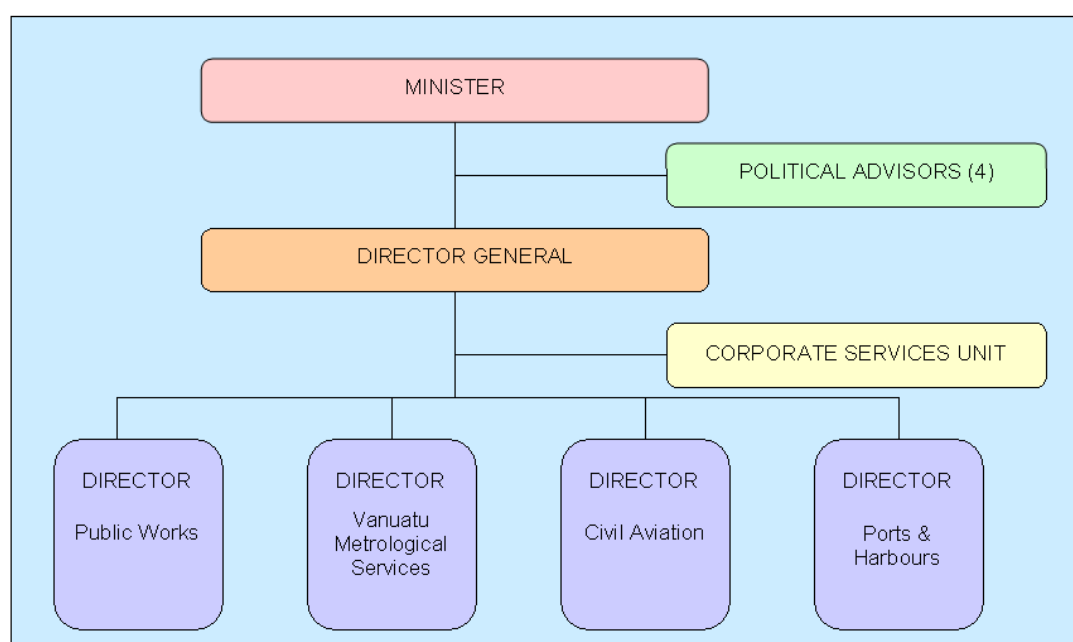 MINISTER
POLITICAL ADVISORS (4)
DIRECTOR GENERAL
CORPORATE SERVICES UNIT
DIRECTOR
Public Works
DIRECTOR
Vanuatu
Metrological
Services
DIRECTOR
Civil Aviation
DIRECTOR
Ports &
Harbours